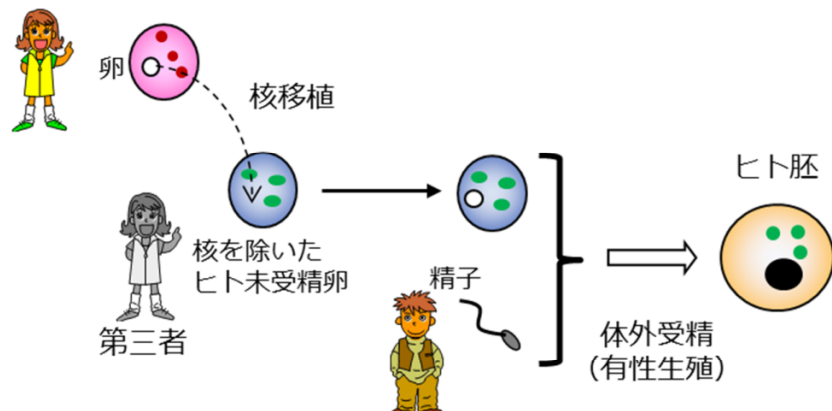 卵
核移植
核を除いた
ヒト未受精卵
第三者
精子
体外受精
(有性生殖)
ヒト胚